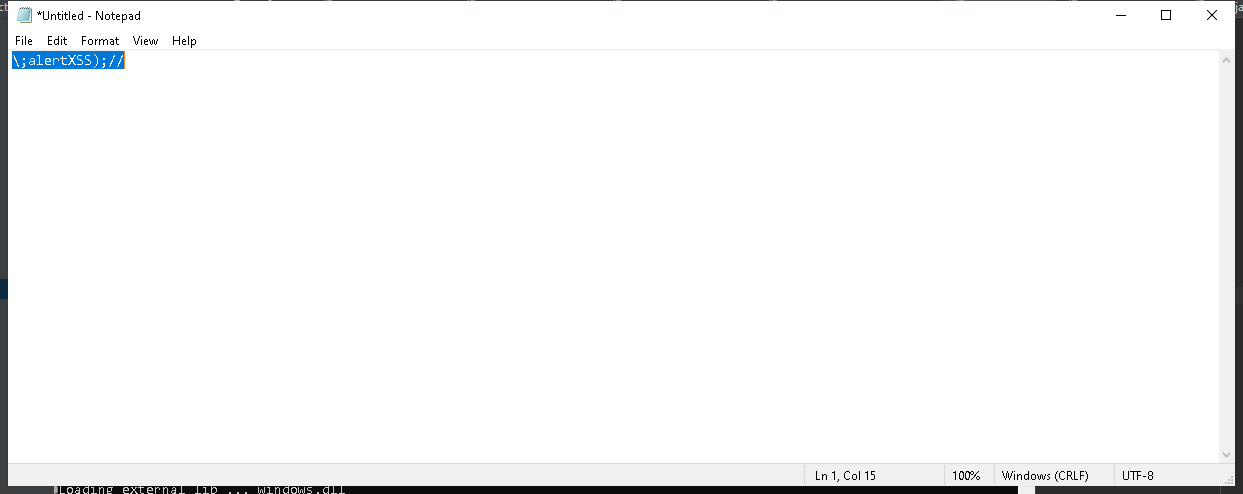 *Untitled - Notepad
File Edit Format View Help
\;alertXSS);//
Ln 1, Col 15 100% Windows (CRLF) UTF-8
Loading external lib ... windows.dll